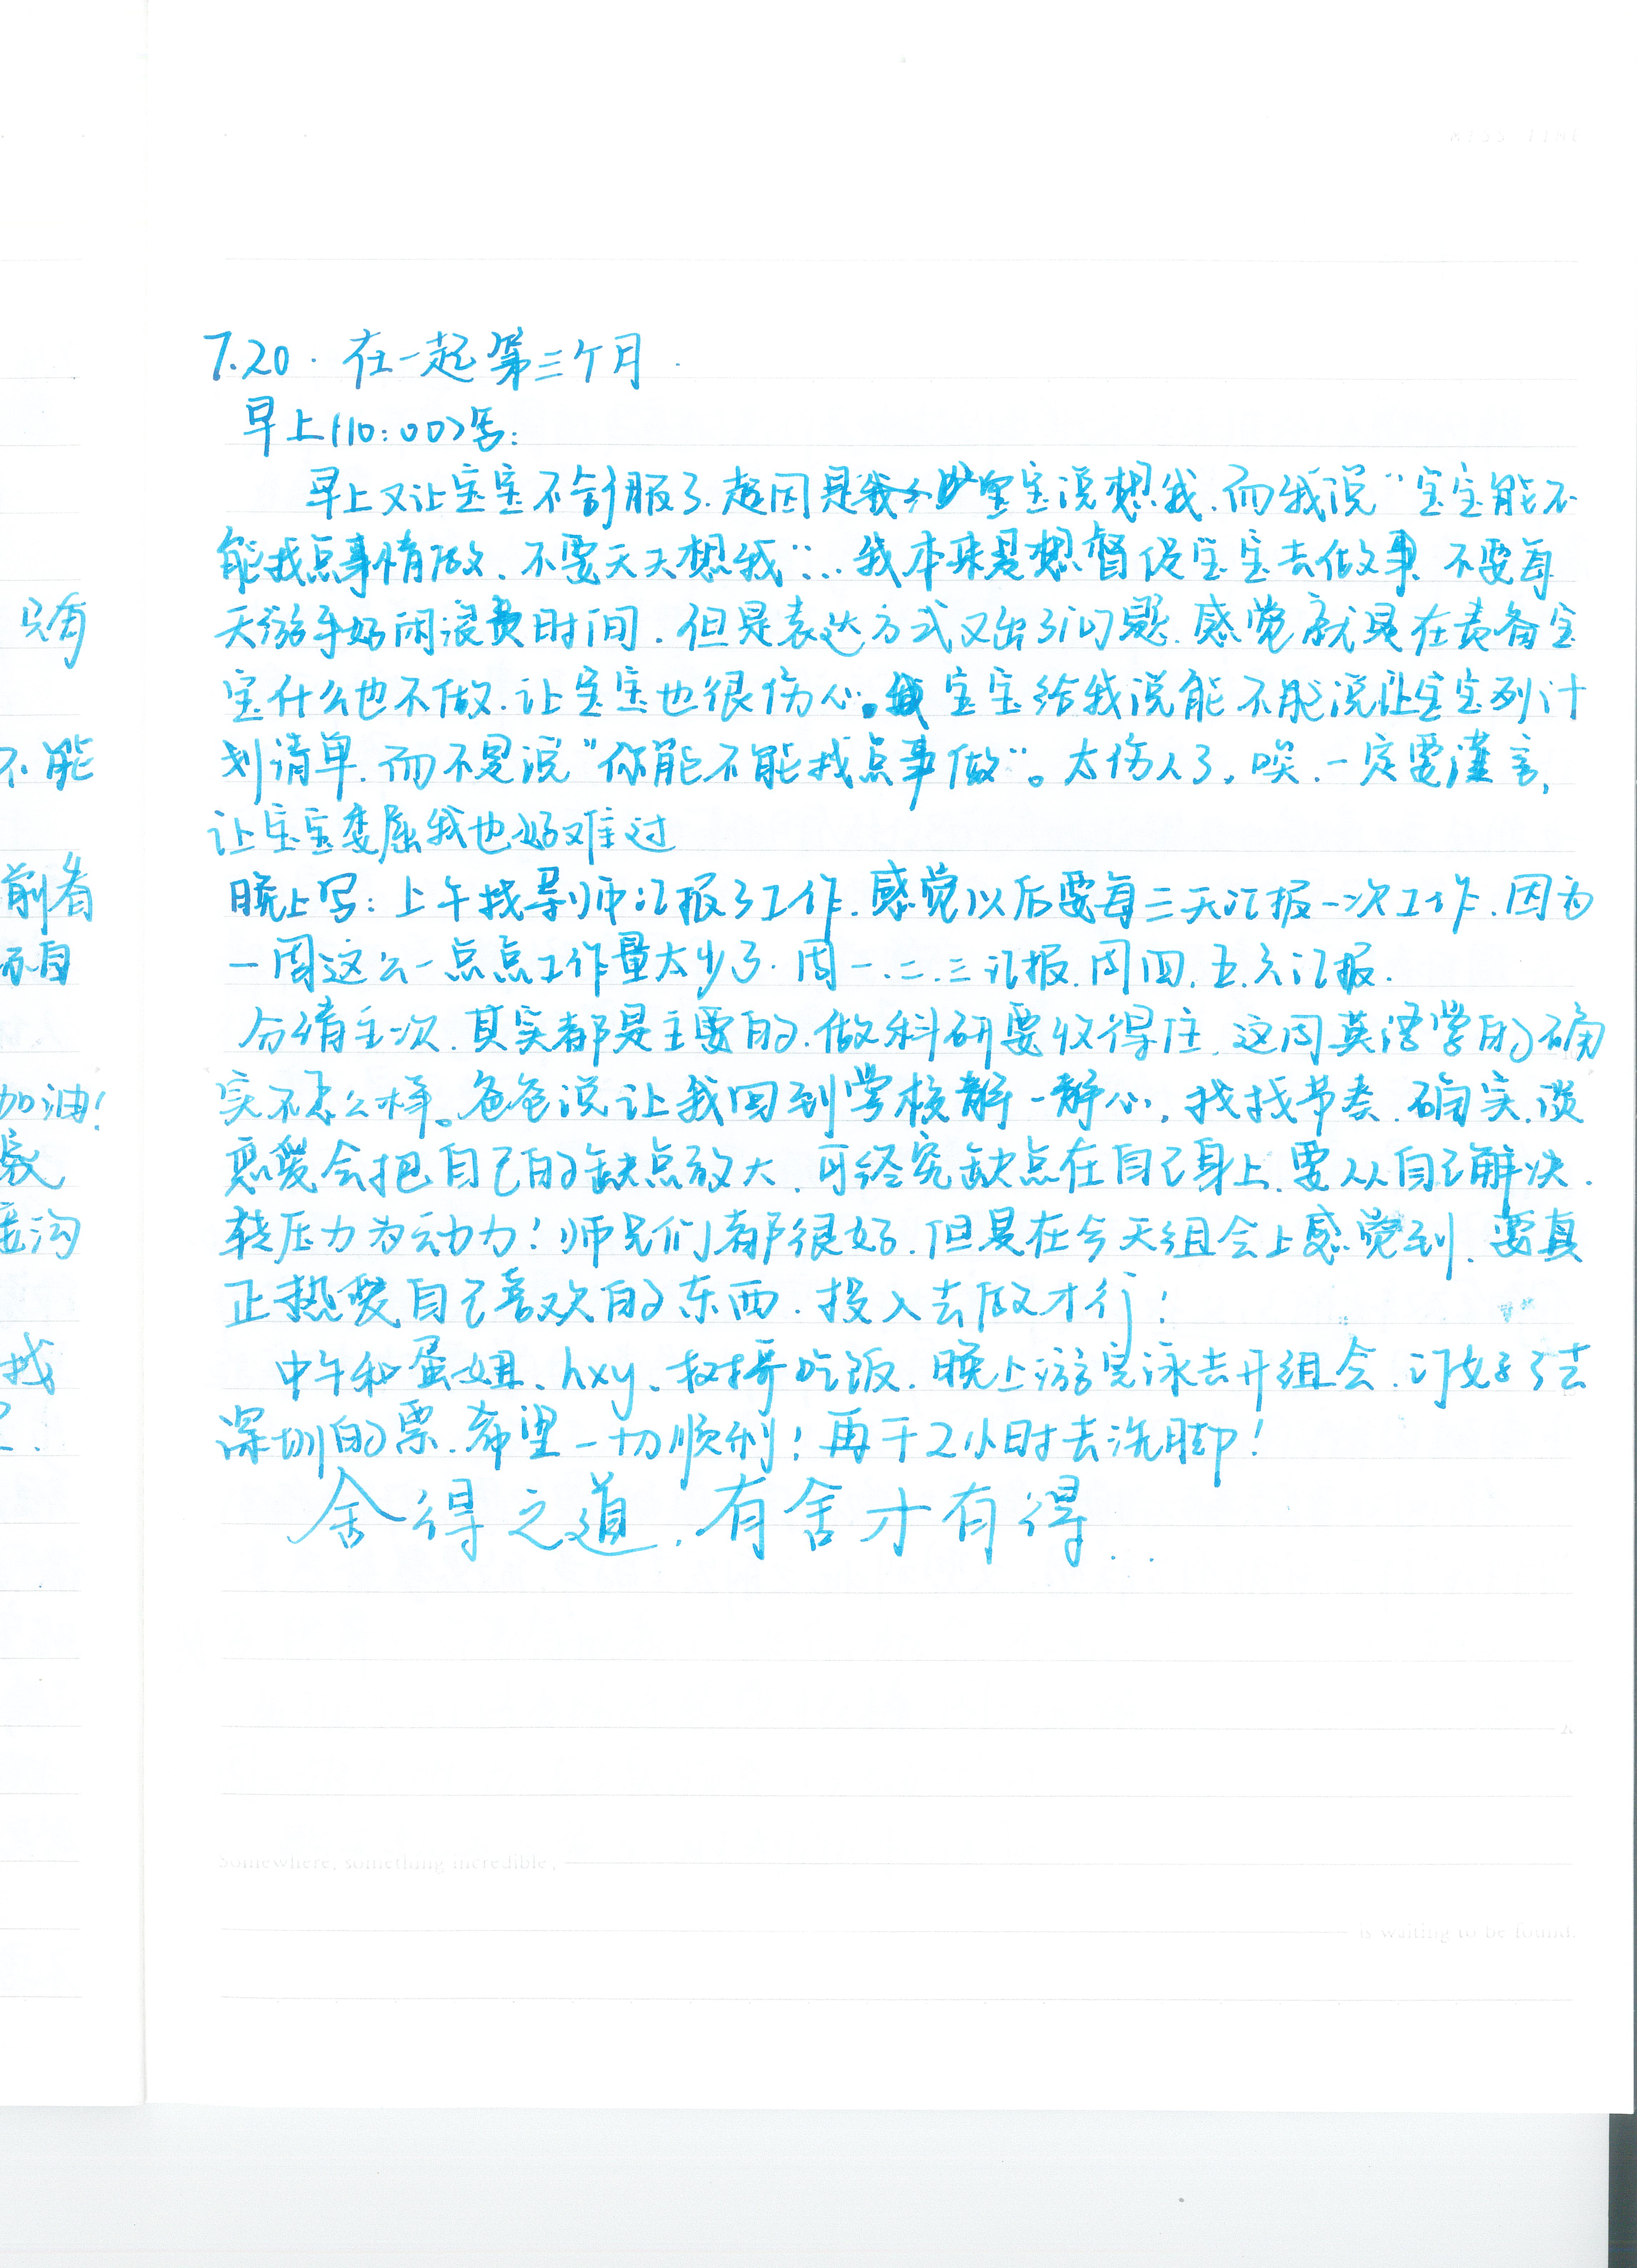 7.20. 在一起第三个月.
早上(10:00)写:
早上又让宝宝不舒服了.起因是宝宝说想我.而我说"宝宝能不
能找点事情做、不要天天想我"...我本来是想督促宝宝去做事 不要每
天游手好闲浪费时间.但是表达方式又出了问题.感觉就是在责备宝
宝什么也不做.让宝宝也很伤心。宝宝给我说能不能说让宝宝列计
划清单.而不是说"你能不能找点事做"。太伤人了,唉.一定要谨言,
让宝宝委屈我也好难过
晚上写:上午找导师汇报了工作.感觉以后要每三天汇报一次工作.因为
一周这么一点点工作量太少了.周一.二.三汇报.周四.五.六汇报.
分清主次.其实都是主要的.做科研要收得住.这周英语学的确
实不怎么样。爸爸说让我回到学校静一静心,找找节奏.确实.谈
恋爱会把自己的缺点放大.可终究缺点在自己身上.要从自己解决.
转压力为动力!师兄们都很好.但是在今天组会上感觉到.要真
正热爱自己喜欢的东西.投入去做才行!
中午和蛋妞、hxy、权哥吃饭.晚上游完泳去开组会.订好了去
深圳的票.希望一切顺利!再干2小时去洗脚!
舍得之道.有舍才有得...
Somewhere, something incredible,
is waiting to be found.
只有
不能
前看
而自
加油!
沟
找